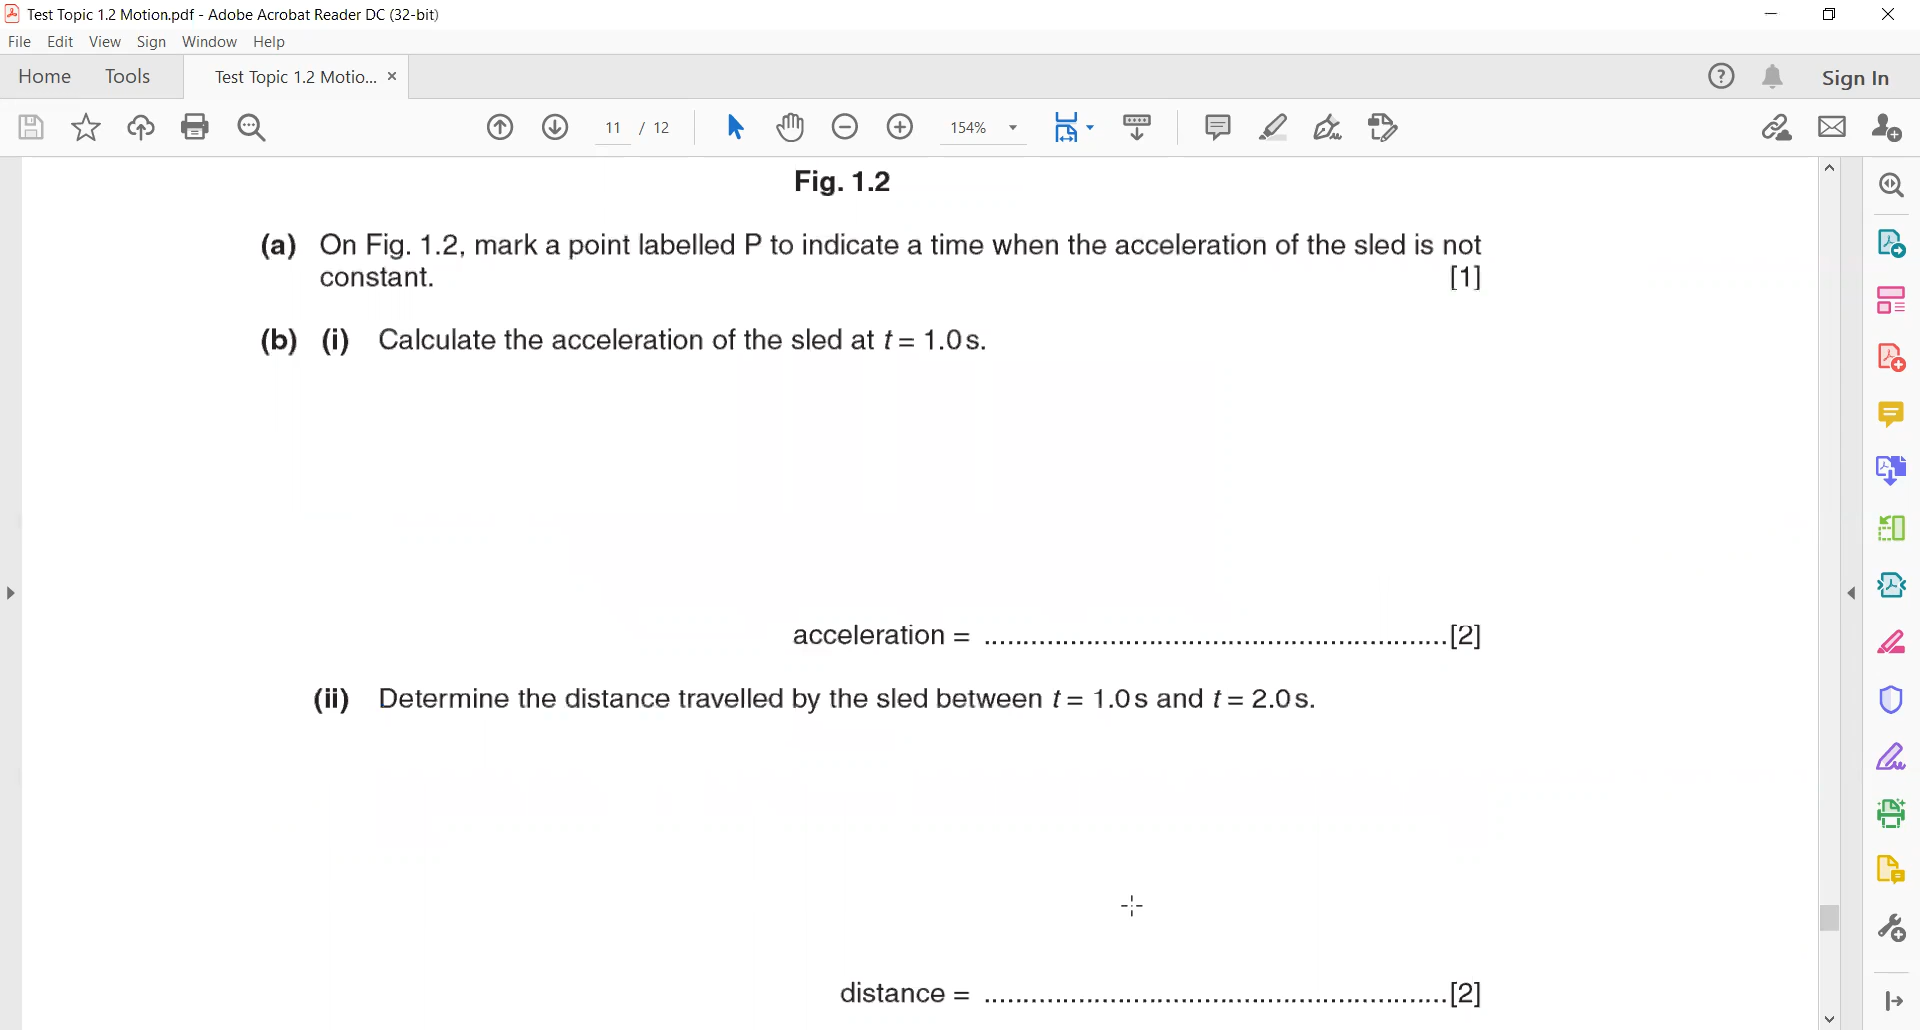 Test Topic 1.2 Motion.pdf - Adobe Acrobat Reader DC (32-bit)
File Edit View Sign Window Help
Home Tools Test Topic 1.2 Motio... × Sign In
11 / 12 154%
Fig. 1.2
(a) On Fig. 1.2, mark a point labelled P to indicate a time when the acceleration of the sled is not
constant. [1]
(b) (i) Calculate the acceleration of the sled at t = 1.0 s.
acceleration = ..........................................................[2]
(ii) Determine the distance travelled by the sled between t = 1.0 s and t = 2.0 s.
distance = ..........................................................[2]